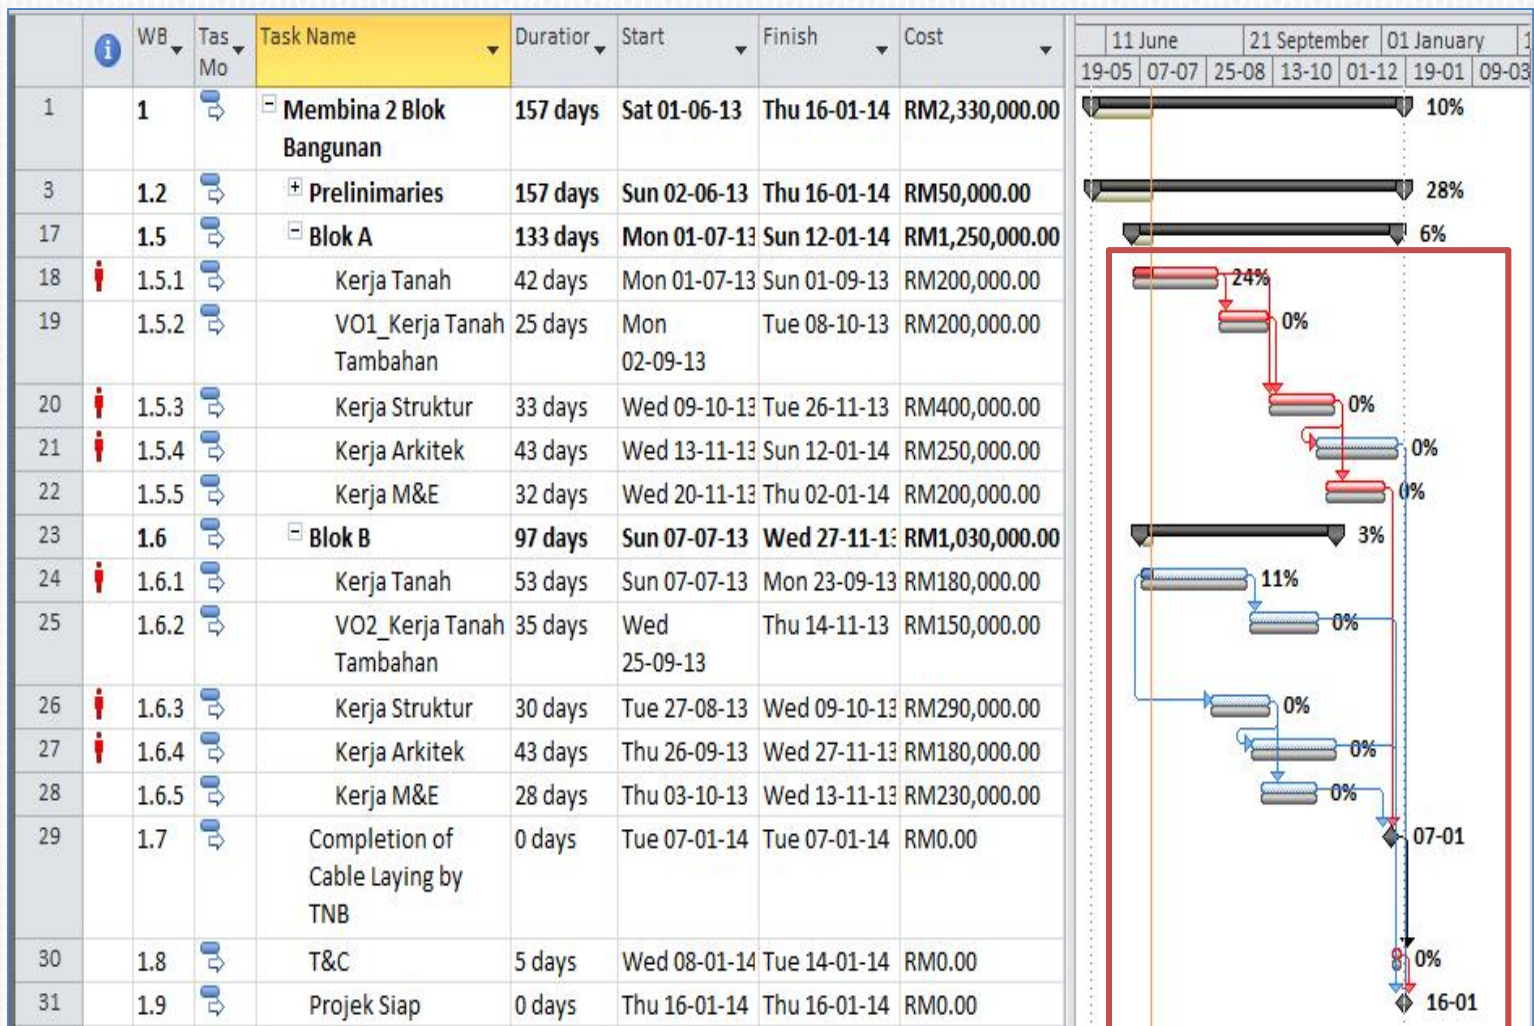 WB Tas Mo Task Name Duration Start Finish Cost
11 June 21 September 01 January 1
19-05 07-07 25-08 13-10 01-12 19-01 09-03
1 1 Membina 2 Blok Bangunan 157 days Sat 01-06-13 Thu 16-01-14 RM2,330,000.00 10%
3 1.2 Prelinimaries 157 days Sun 02-06-13 Thu 16-01-14 RM50,000.00 28%
17 1.5 Blok A 133 days Mon 01-07-13 Sun 12-01-14 RM1,250,000.00 6%
18 1.5.1 Kerja Tanah 42 days Mon 01-07-13 Sun 01-09-13 RM200,000.00 24%
19 1.5.2 VO1_Kerja Tanah Tambahan 25 days Mon 02-09-13 Tue 08-10-13 RM200,000.00 0%
20 1.5.3 Kerja Struktur 33 days Wed 09-10-13 Tue 26-11-13 RM400,000.00 0%
21 1.5.4 Kerja Arkitek 43 days Wed 13-11-13 Sun 12-01-14 RM250,000.00 0%
22 1.5.5 Kerja M&E 32 days Wed 20-11-13 Thu 02-01-14 RM200,000.00 0%
23 1.6 Blok B 97 days Sun 07-07-13 Wed 27-11-13 RM1,030,000.00 3%
24 1.6.1 Kerja Tanah 53 days Sun 07-07-13 Mon 23-09-13 RM180,000.00 11%
25 1.6.2 VO2_Kerja Tanah Tambahan 35 days Wed 25-09-13 Thu 14-11-13 RM150,000.00 0%
26 1.6.3 Kerja Struktur 30 days Tue 27-08-13 Wed 09-10-13 RM290,000.00 0%
27 1.6.4 Kerja Arkitek 43 days Thu 26-09-13 Wed 27-11-13 RM180,000.00 0%
28 1.6.5 Kerja M&E 28 days Thu 03-10-13 Wed 13-11-13 RM230,000.00 0%
29 1.7 Completion of Cable Laying by TNB 0 days Tue 07-01-14 Tue 07-01-14 RM0.00 07-01
30 1.8 T&C 5 days Wed 08-01-14 Tue 14-01-14 RM0.00 0%
31 1.9 Projek Siap 0 days Thu 16-01-14 Thu 16-01-14 RM0.00 16-01